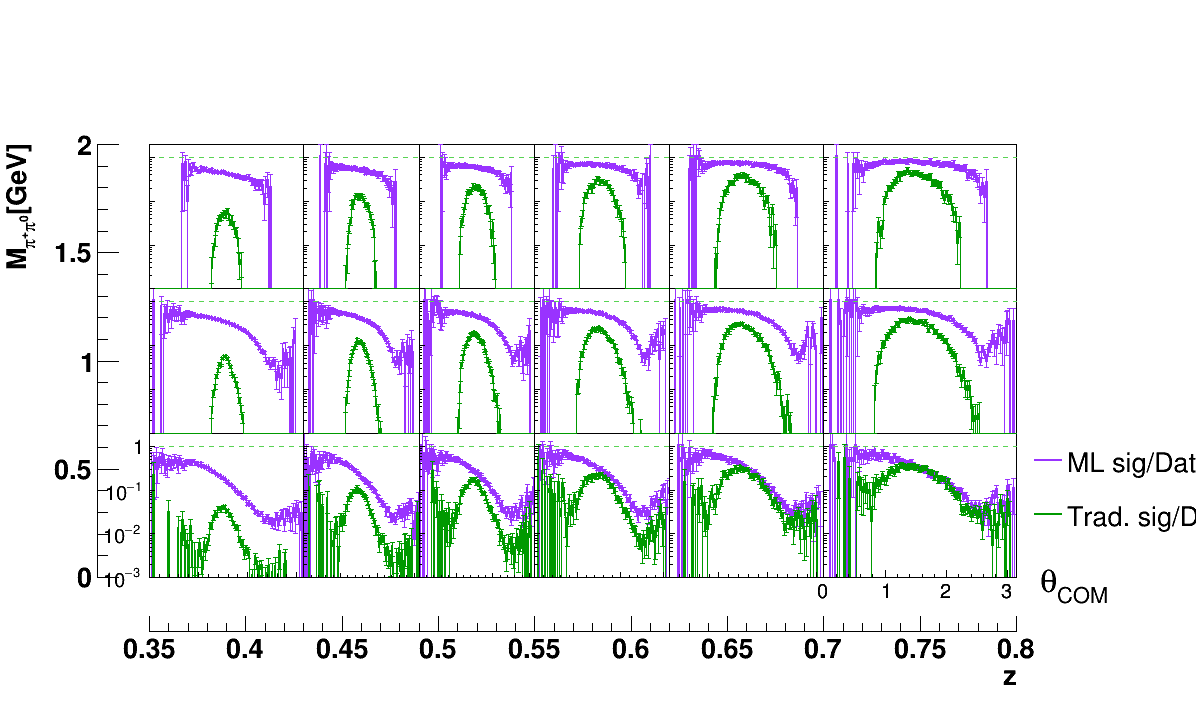 M_{π⁺π⁰}[GeV]
2
1.5
1
0.5
0
1
10⁻¹
10⁻²
10⁻³
ML sig/Dat
Trad. sig/D
0 1 2 3
θ_{COM}
0.35 0.4 0.45 0.5 0.55 0.6 0.65 0.7 0.75 0.8
z